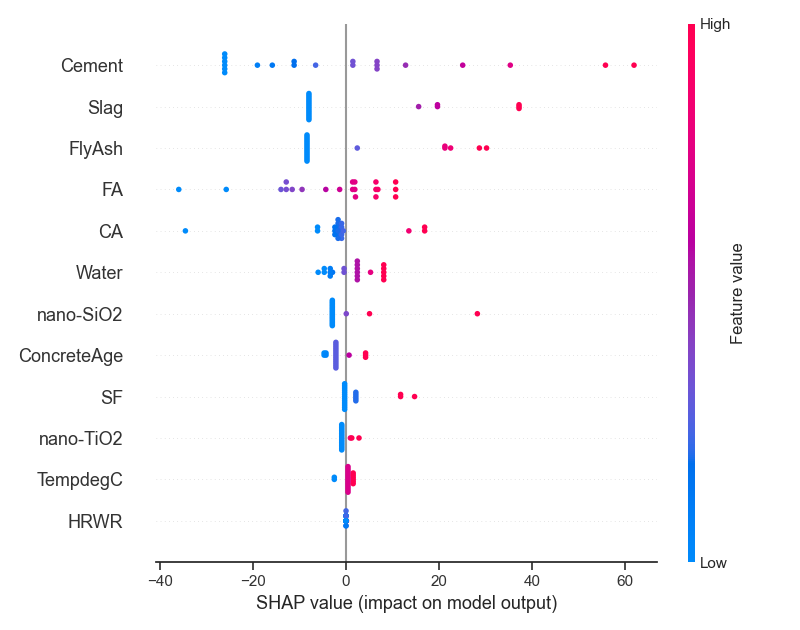 High
Cement
Slag
FlyAsh
FA
CA
Water
nano-SiO2
ConcreteAge
SF
nano-TiO2
TempdegC
HRWR
Feature value
Low
−40 −20 0 20 40 60
SHAP value (impact on model output)